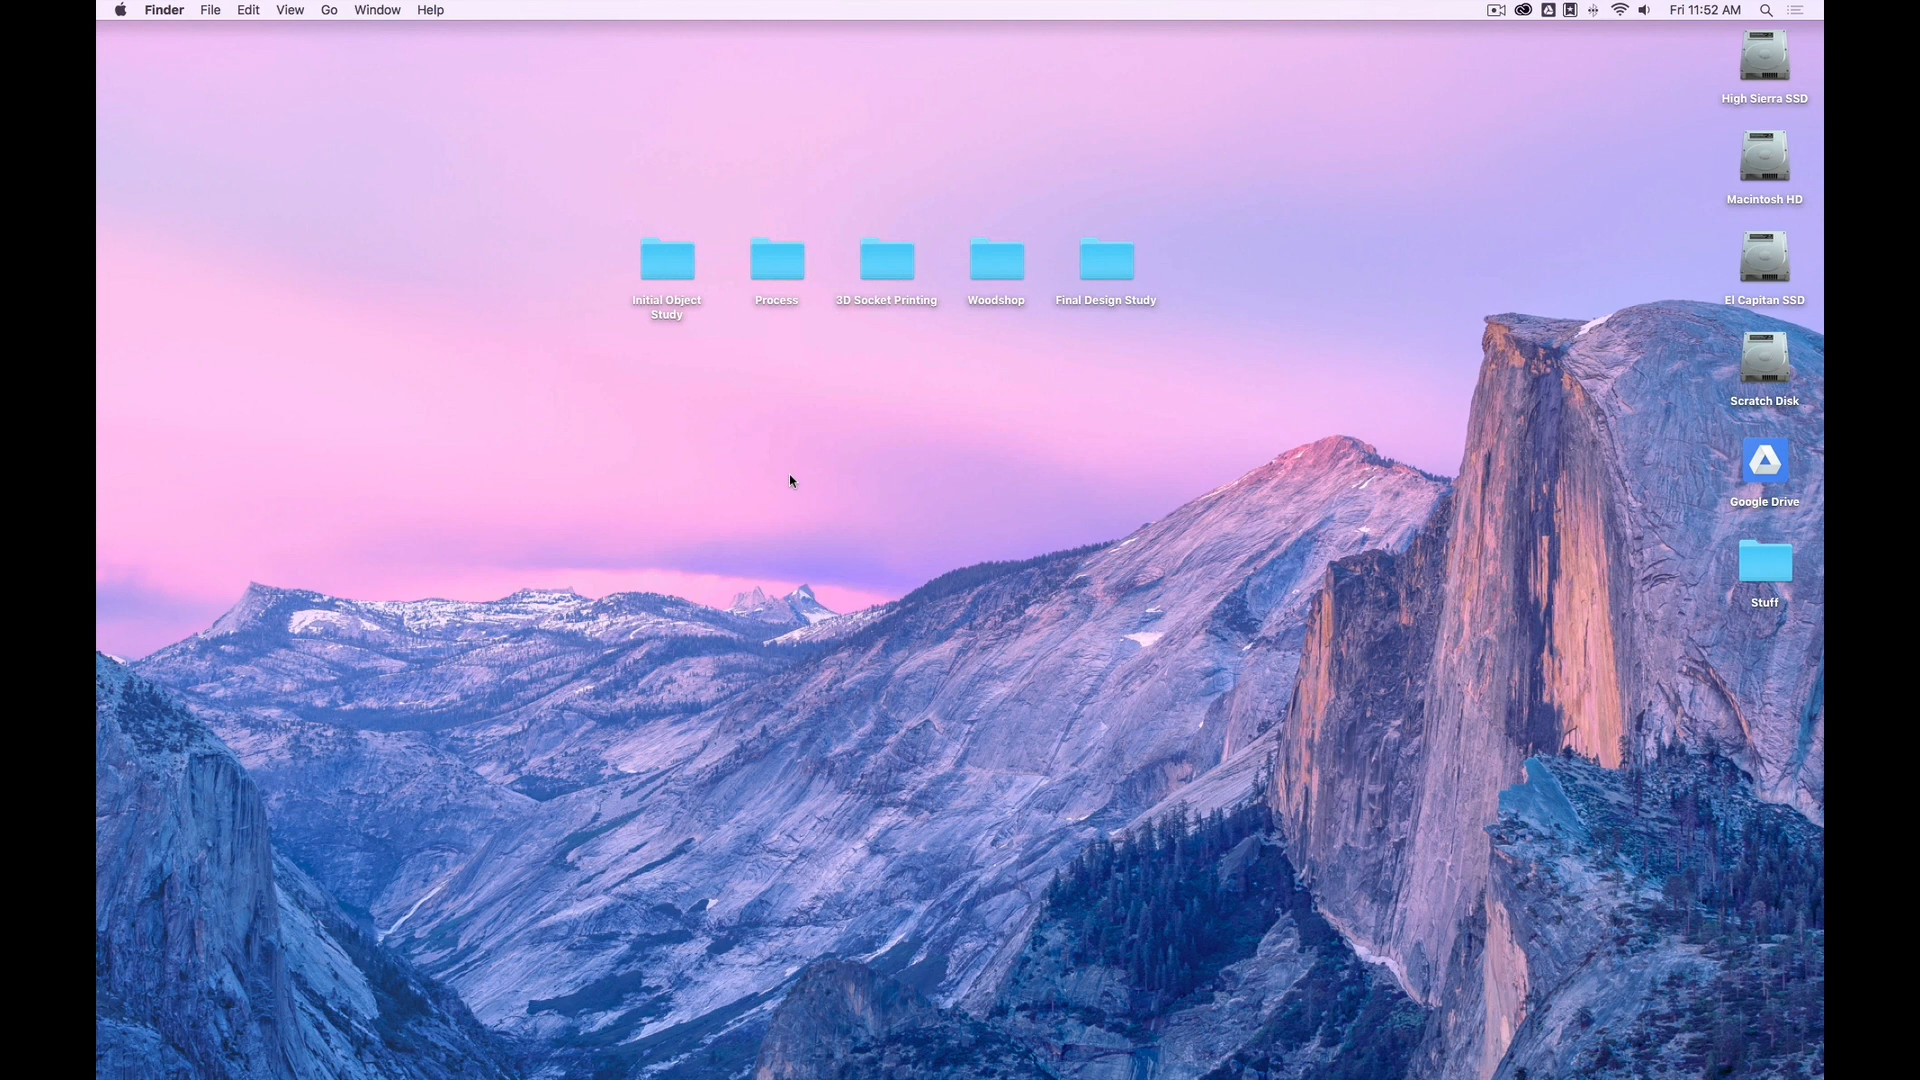 Finder File Edit View Go Window Help Fri 11:52 AM
High Sierra SSD
Macintosh HD
Initial Object
Study
Process
3D Socket Printing
Woodshop
Final Design Study
El Capitan SSD
Scratch Disk
Google Drive
Stuff